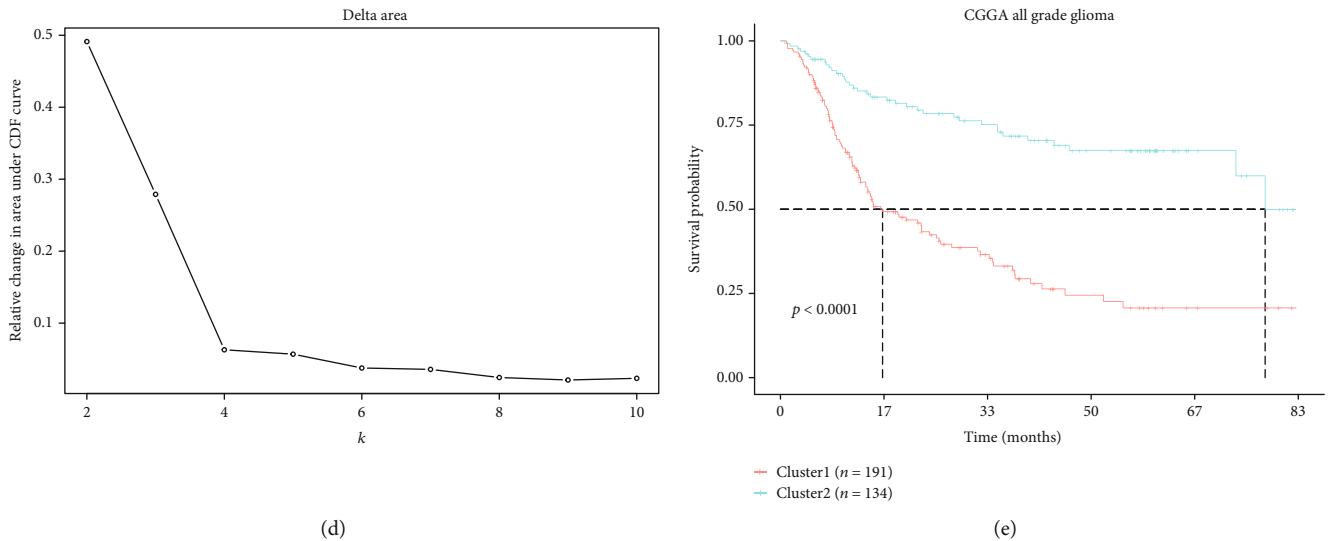 Delta area
0.5
0.4
0.3
0.2
0.1
Relative change in area under CDF curve
2
4
6
8
10
k
(d)
CGGA all grade glioma
1.00
0.75
0.50
0.25
0.00
Survival probability
p < 0.0001
0
17
33
50
67
83
Time (months)
Cluster1 (n = 191)
Cluster2 (n = 134)
(e)